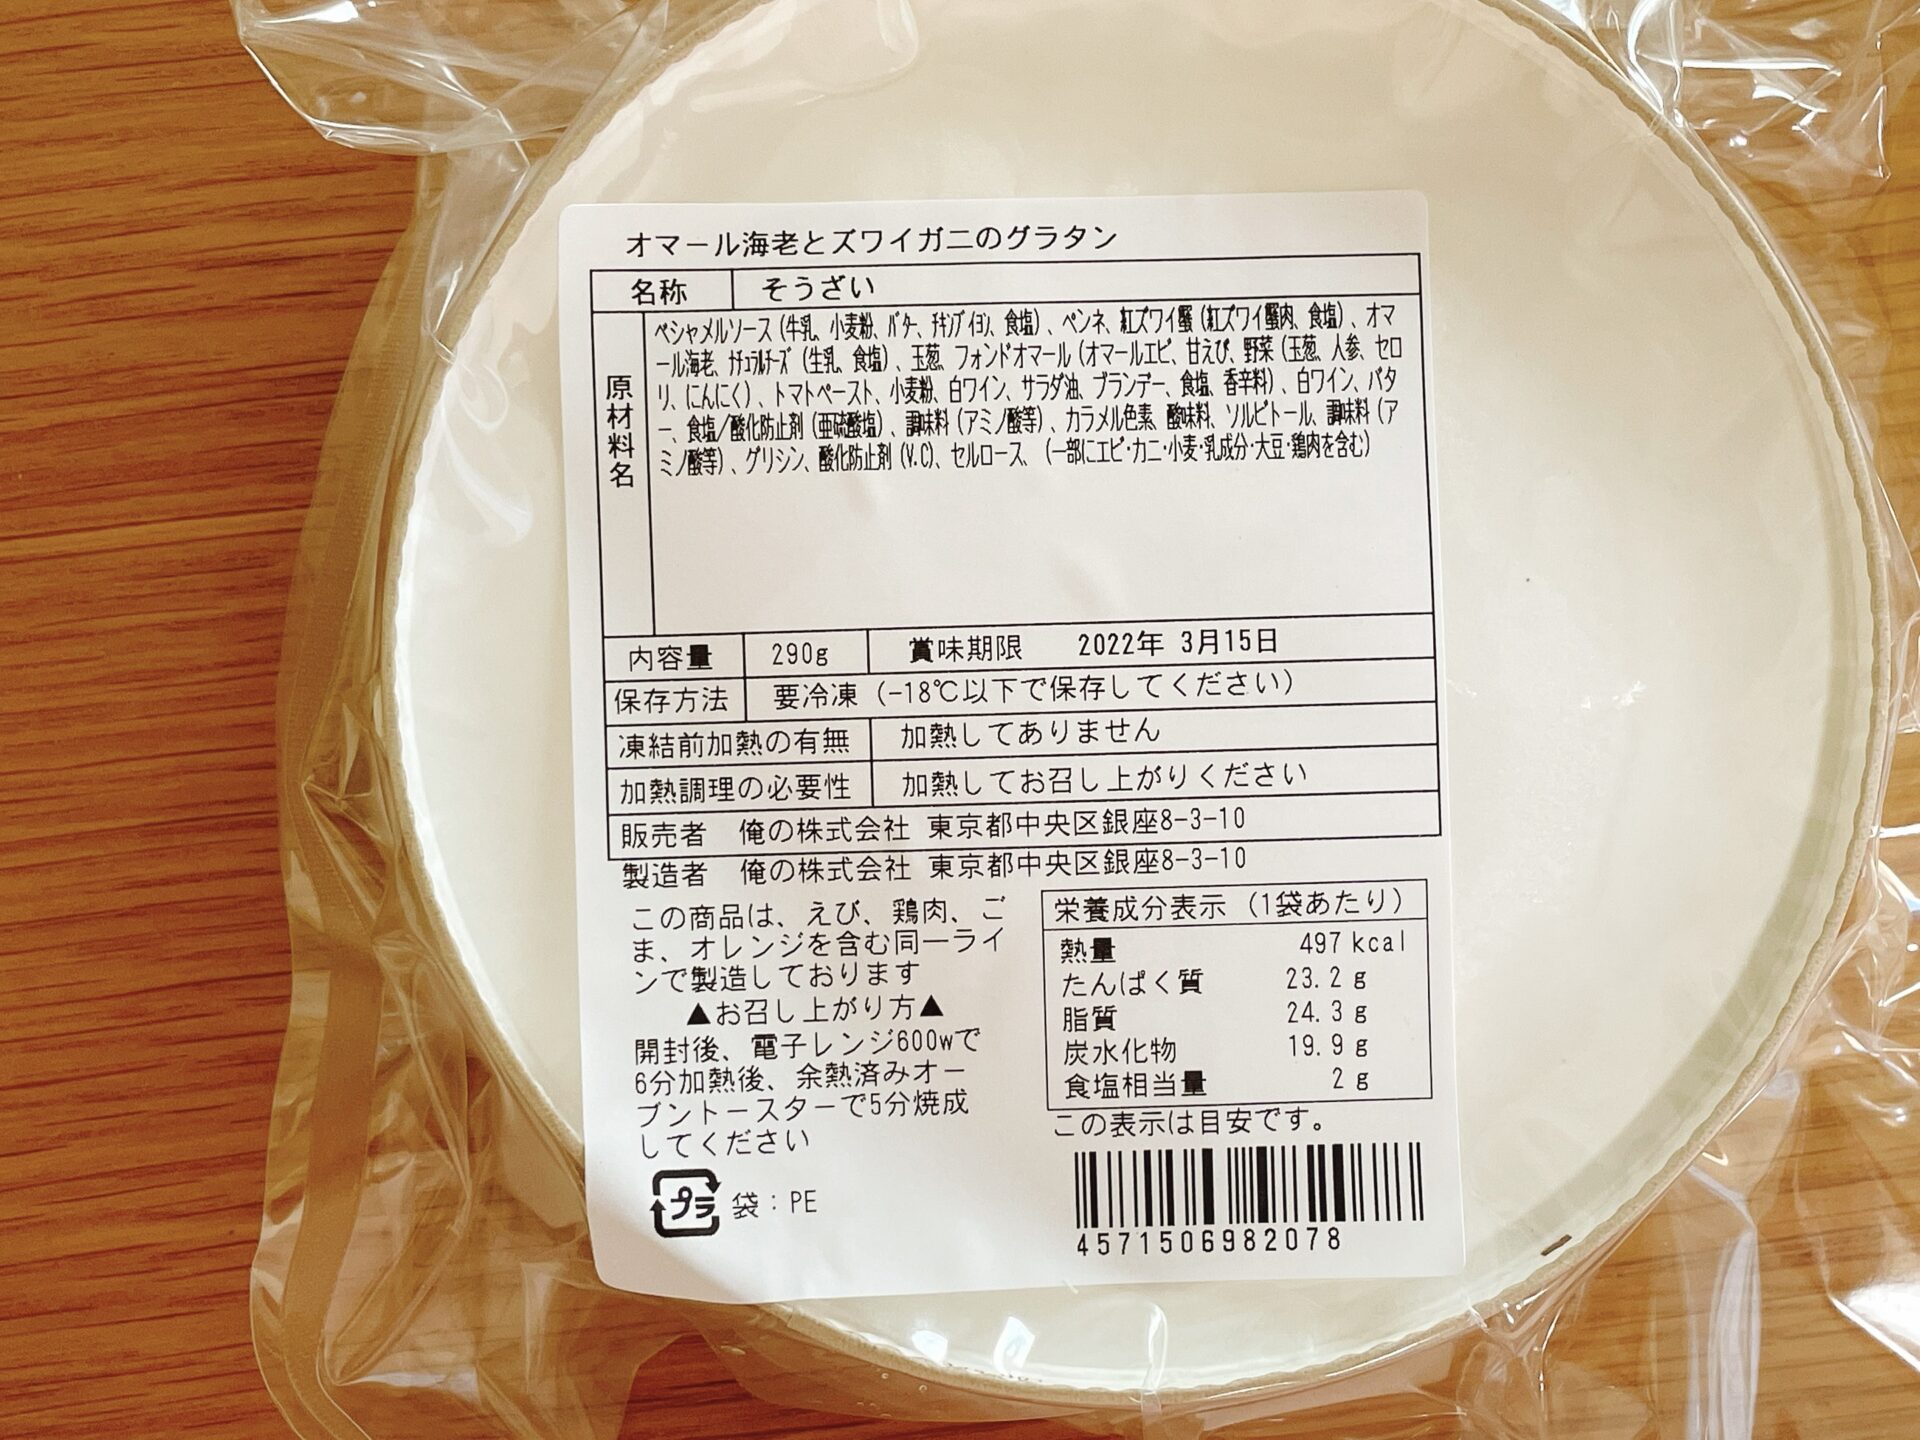 オマール海老とズワイガニのグラタン
名称 そうざい
原材料名
ベシャメルソース（牛乳、小麦粉、バター、チキンブイヨン、食塩）、ペンネ、紅ズワイ蟹（紅ズワイ蟹肉、食塩）、オマ
ール海老、ナチュラルチーズ（生乳、食塩）、玉葱、フォンドオマール（オマールエビ、甘えび、野菜（玉葱、人参、セロ
リ、にんにく）、トマトペースト、小麦粉、白ワイン、サラダ油、ブランデー、食塩、香辛料）、白ワイン、バタ
ー、食塩／酸化防止剤（亜硫酸塩）、調味料（アミノ酸等）、カラメル色素、酸味料、ソルビトール、調味料（ア
ミノ酸等）、グリシン、酸化防止剤（V.C）、セルロース、（一部にエビ・カニ・小麦・乳成分・大豆・鶏肉を含む）
内容量 290g 賞味期限 2022年 3月15日
保存方法 要冷凍（-18℃以下で保存してください）
凍結前加熱の有無 加熱してありません
加熱調理の必要性 加熱してお召し上がりください
販売者 俺の株式会社 東京都中央区銀座8-3-10
製造者 俺の株式会社 東京都中央区銀座8-3-10
この商品は、えび、鶏肉、ご
ま、オレンジを含む同一ライ
ンで製造しております
▲お召し上がり方▲
開封後、電子レンジ600wで
6分加熱後、余熱済みオー
ブントースターで5分焼成
してください
プラ 袋：PE
栄養成分表示（1袋あたり）
熱量 497 kcal
たんぱく質 23.2 g
脂質 24.3 g
炭水化物 19.9 g
食塩相当量 2 g
この表示は目安です。
4571506982078